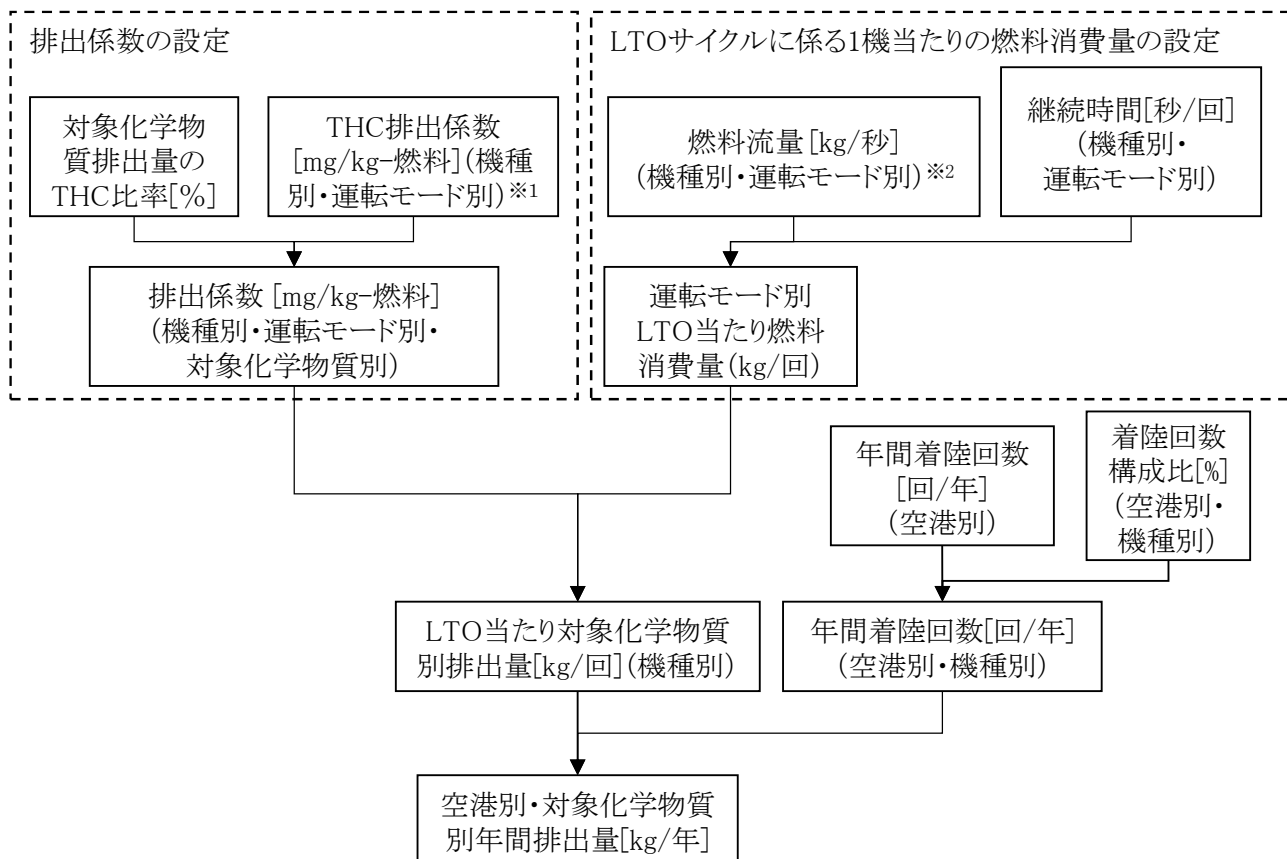 排出係数の設定
対象化学物
質排出量の
THC比率[%]
THC排出係数
[mg/kg-燃料](機種
別・運転モード別)※1
排出係数[mg/kg-燃料]
(機種別・運転モード別・
対象化学物質別)
LTOサイクルに係る1機当たりの燃料消費量の設定
燃料流量[kg/秒]
(機種別・運転モード別)※2
継続時間[秒/回]
(機種別・
運転モード別)
運転モード別
LTO当たり燃料
消費量(kg/回)
年間着陸回数
[回/年]
(空港別)
着陸回数
構成比[%]
(空港別・
機種別)
LTO当たり対象化学物質
別排出量[kg/回](機種別)
年間着陸回数[回/年]
(空港別・機種別)
空港別・対象化学物質
別年間排出量[kg/年]